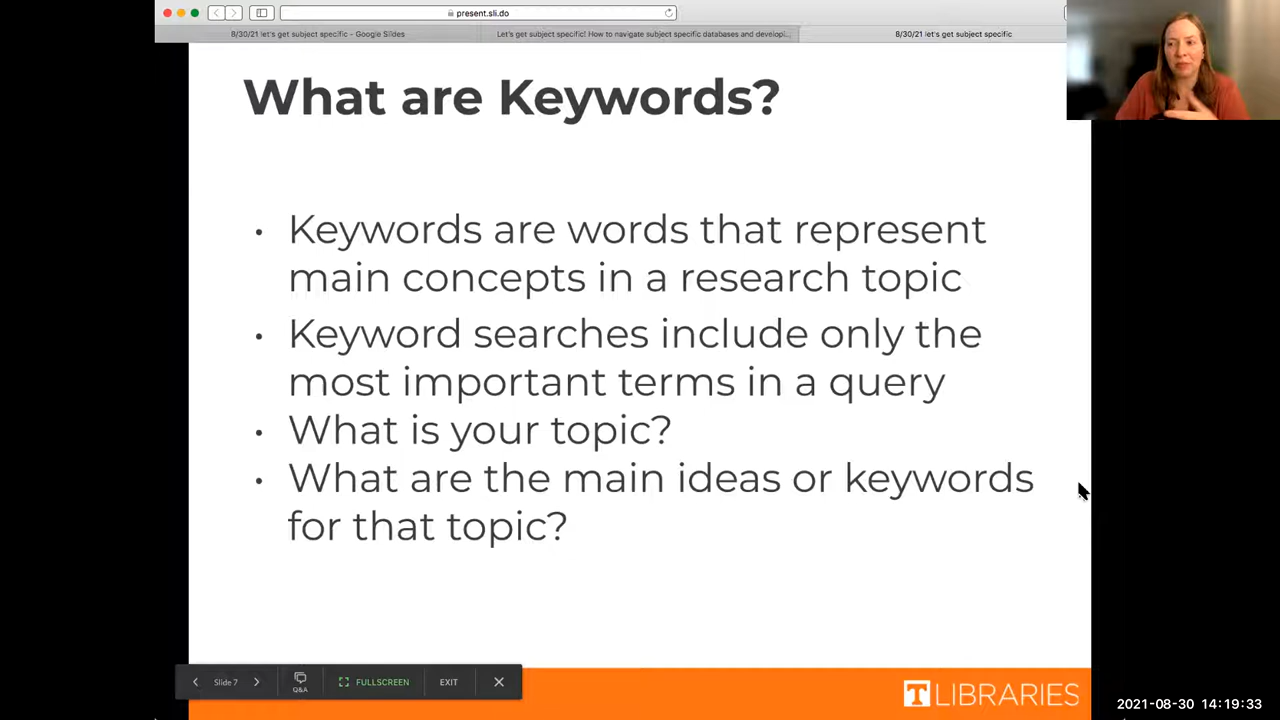 present.sli.do
8/30/21 let's get subject specific - Google Slides
Let's get subject specific! How to navigate subject specific databases and developi...
8/30/21 let's get subject specific
What are Keywords?
• Keywords are words that represent
main concepts in a research topic
• Keyword searches include only the
most important terms in a query
• What is your topic?
• What are the main ideas or keywords
for that topic?
Slide 7
Q&A
FULLSCREEN
EXIT
T LIBRARIES
2021-08-30 14:19:33